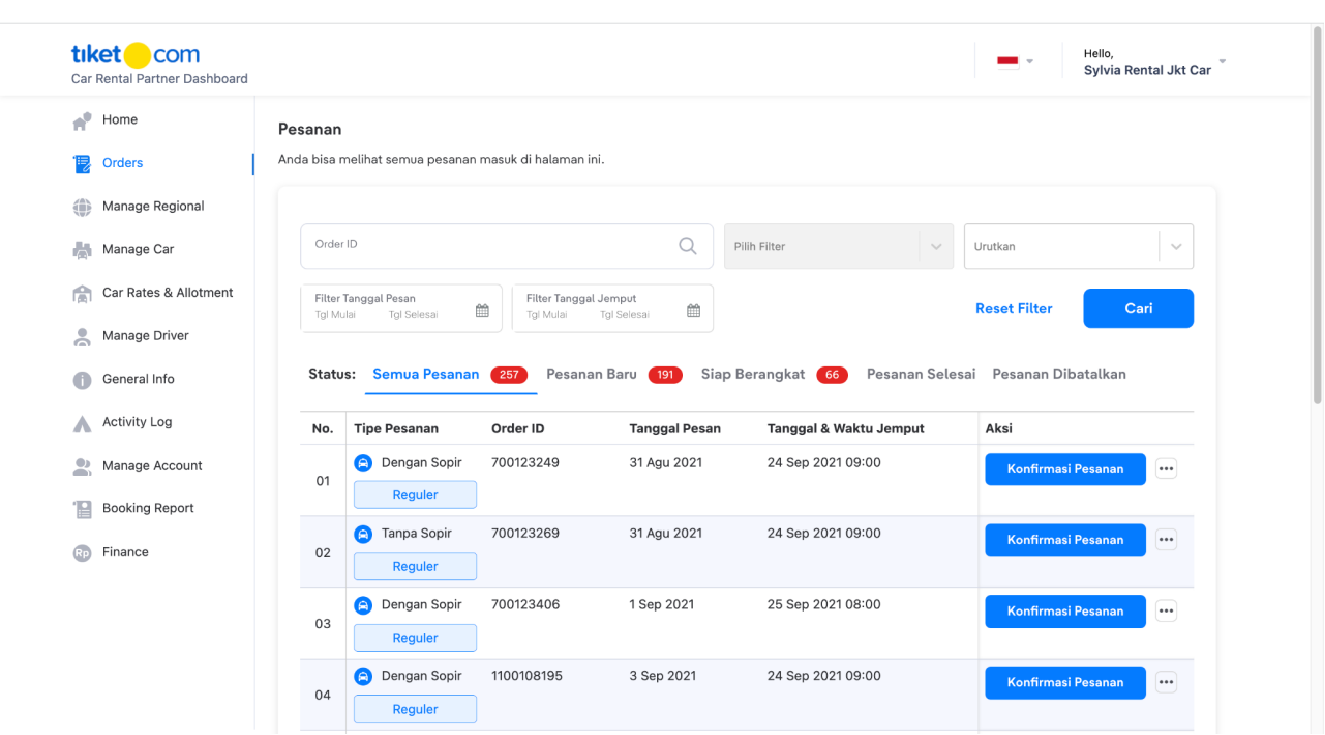 tiket com
Car Rental Partner Dashboard
Hello,
Sylvia Rental Jkt Car
Home
Orders
Manage Regional
Manage Car
Car Rates & Allotment
Manage Driver
General Info
Activity Log
Manage Account
Booking Report
Rp Finance
Pesanan
Anda bisa melihat semua pesanan masuk di halaman ini.
Order ID
Pilih Filter
Urutkan
Filter Tanggal Pesan
Tgl Mulai Tgl Selesai
Filter Tanggal Jemput
Tgl Mulai Tgl Selesai
Reset Filter
Cari
Status: Semua Pesanan 257 Pesanan Baru 191 Siap Berangkat 66 Pesanan Selesai Pesanan Dibatalkan
No. Tipe Pesanan Order ID Tanggal Pesan Tanggal & Waktu Jemput Aksi
01 Dengan Sopir 700123249 31 Agu 2021 24 Sep 2021 09:00 Konfirmasi Pesanan
Reguler
02 Tanpa Sopir 700123269 31 Agu 2021 24 Sep 2021 09:00 Konfirmasi Pesanan
Reguler
03 Dengan Sopir 700123406 1 Sep 2021 25 Sep 2021 08:00 Konfirmasi Pesanan
Reguler
04 Dengan Sopir 1100108195 3 Sep 2021 24 Sep 2021 09:00 Konfirmasi Pesanan
Reguler